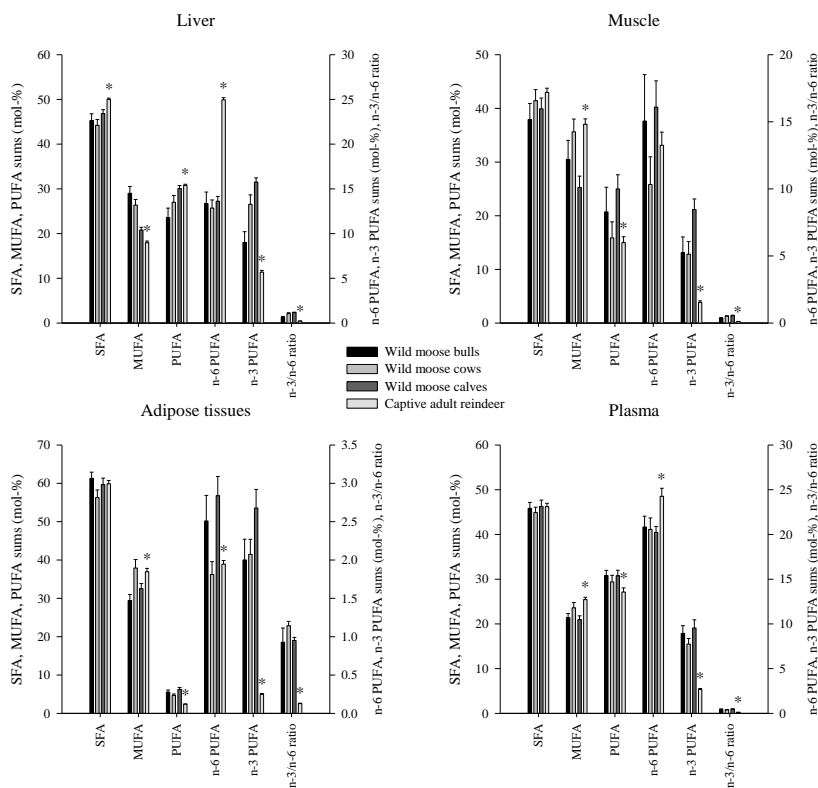 Liver
Muscle
60
50
40
30
20
10
0
30
25
20
15
10
5
0
SFA, MUFA, PUFA sums (mol-%)
n-6 PUFA, n-3 PUFA (mol-%), n-3/n-6 ratio
* * * * * *
SFA
MUFA
PUFA
n-6 PUFA
n-3 PUFA
n-3/n-6 ratio
50
40
30
20
10
0
20
15
10
5
0
SFA, MUFA, PUFA sums (mol-%)
n-6 PUFA, n-3 PUFA sums (mol-%), n-3/n-6 ratio
* * * *
SFA
MUFA
PUFA
n-6 PUFA
n-3 PUFA
n-3/n-6 ratio
Wild moose bulls
Wild moose cows
Wild moose calves
Captive adult reindeer
Adipose tissues
Plasma
70
60
50
40
30
20
10
0
3.5
3.0
2.5
2.0
1.5
1.0
0.5
0.0
SFA, MUFA, PUFA sums (mol-%)
n-6 PUFA, n-3 PUFA sums (mol-%), n-3/n-6 ratio
* * * * *
SFA
MUFA
PUFA
n-6 PUFA
n-3 PUFA
n-3/n-6 ratio
60
50
40
30
20
10
0
30
25
20
15
10
5
0
SFA, MUFA, PUFA sums (mol-%)
n-6 PUFA, n-3 PUFA sums (mol-%), n-3/n-6 ratio
* * * * *
SFA
MUFA
PUFA
n-6 PUFA
n-3 PUFA
n-3/n-6 ratio